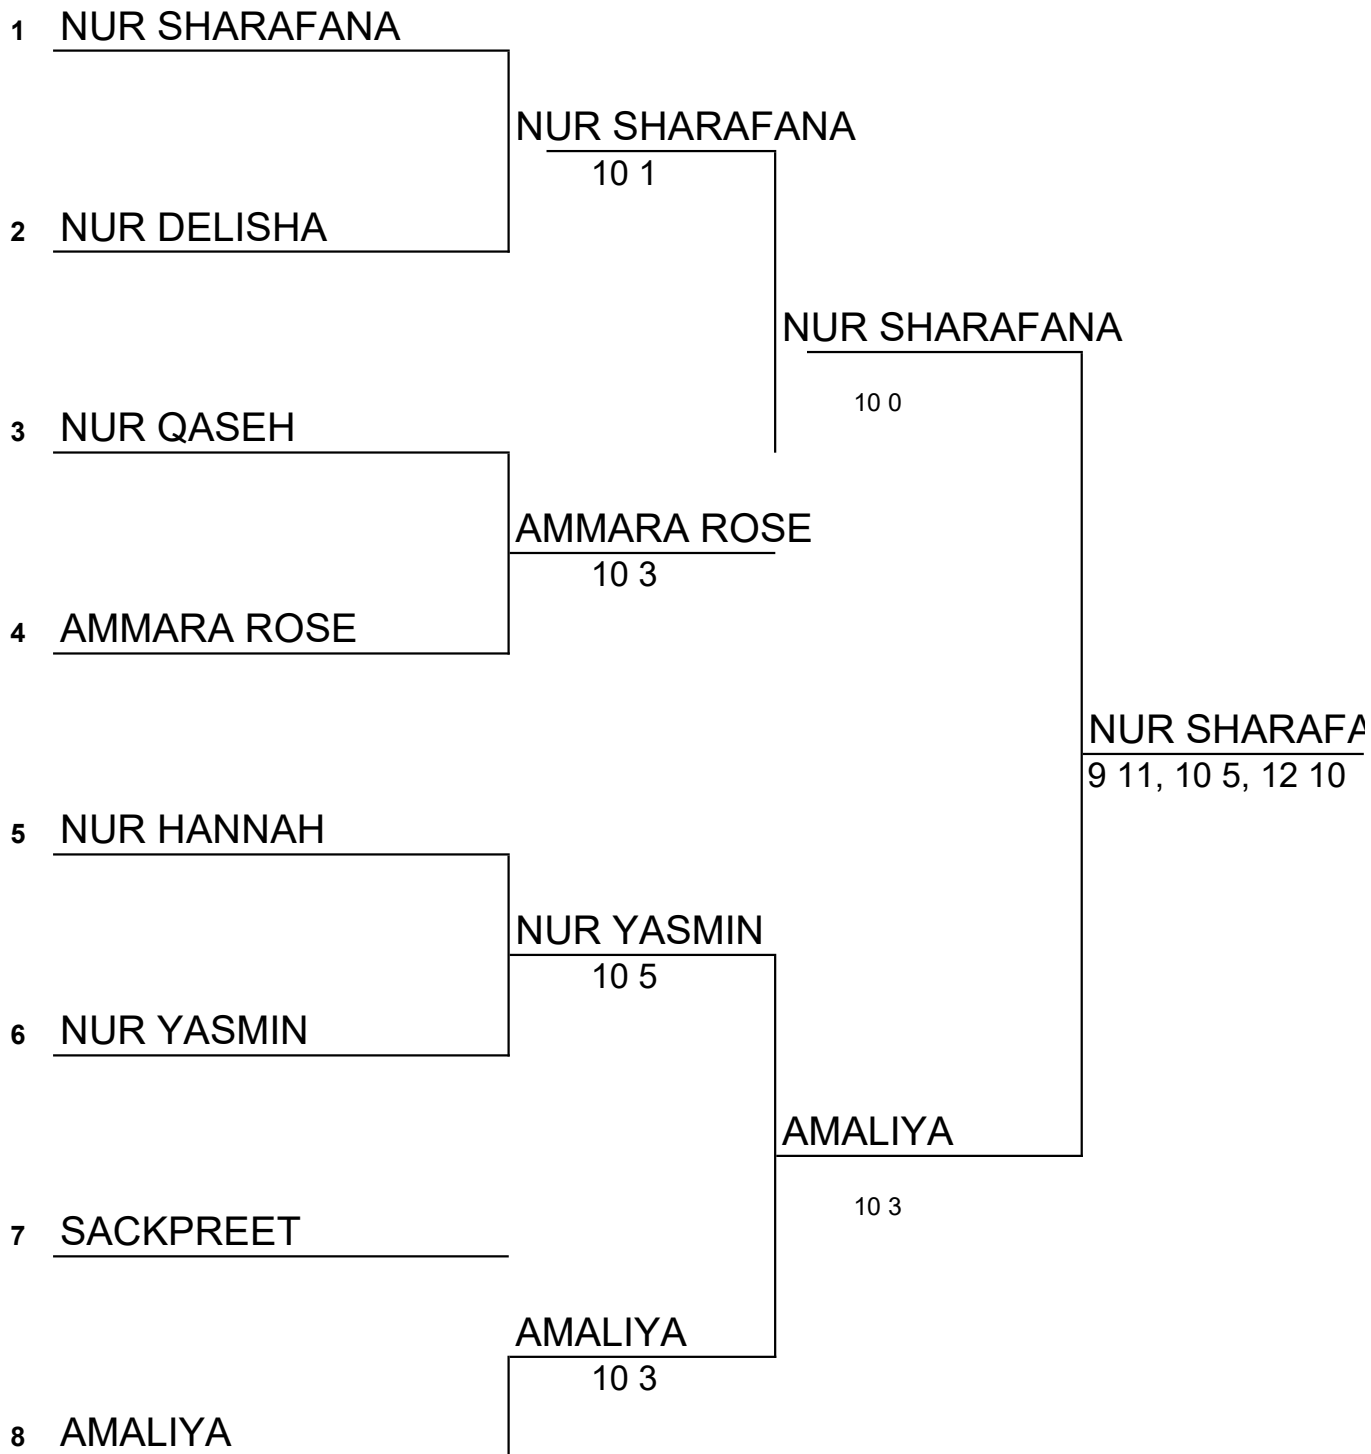 1 NUR SHARAFANA
NUR SHARAFANA
10 1
2 NUR DELISHA
NUR SHARAFANA
10 0
3 NUR QASEH
AMMARA ROSE
10 3
4 AMMARA ROSE
NUR SHARAFA
9 11, 10 5, 12 10
5 NUR HANNAH
NUR YASMIN
10 5
6 NUR YASMIN
AMALIYA
10 3
7 SACKPREET
AMALIYA
10 3
8 AMALIYA